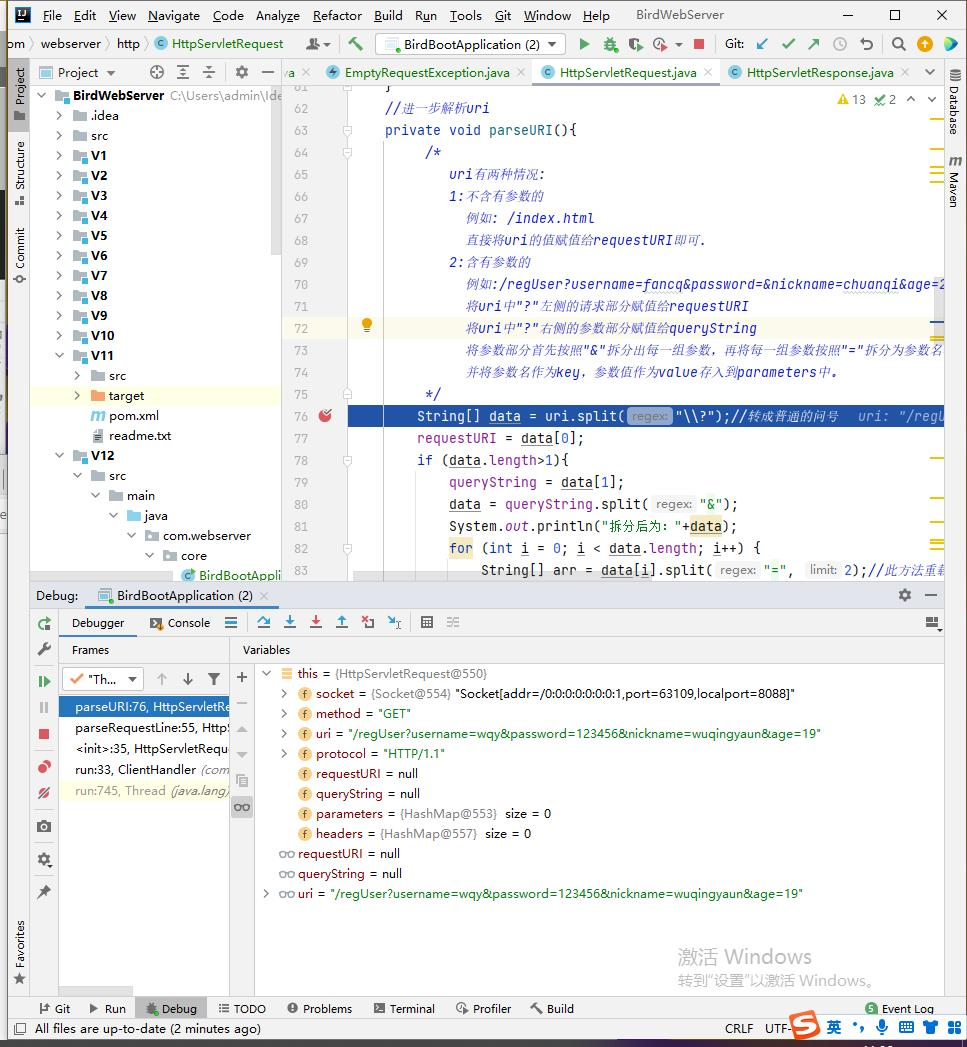 File Edit View Navigate Code Analyze Refactor Build Run Tools Git Window Help BirdWebServer
om webserver http HttpServletRequest BirdBootApplication (2) Git:
Project
EmptyRequestException.java HttpServletRequest.java HttpServletResponse.java
BirdWebServer C:\Users\admin\Ide
.idea
src
V1
V2
V3
V4
V5
V6
V7
V8
V9
V10
V11
src
target
pom.xml
readme.txt
V12
src
main
java
com.webserver
core
BirdBootAppli
13 2
61 }
62 //进一步解析uri
63 private void parseURI(){
64 /*
65 uri有两种情况:
66 1:不含有参数的
67 例如: /index.html
68 直接将uri的值赋值给requestURI即可.
69 2:含有参数的
70 例如:/regUser?username=fancq&password=&nickname=chuanqi&age=2
71 将uri中"?"左侧的请求部分赋值给requestURI
72 将uri中"?"右侧的参数部分赋值给queryString
73 将参数部分首先按照"&"拆分出每一组参数，再将每一组参数按照"="拆分为参数名
74 并将参数名作为key，参数值作为value存入到parameters中。
75 */
76 String[] data = uri.split( regex: "\\?");//转成普通的问号 uri: "/regU
77 requestURI = data[0];
78 if (data.length>1){
79 queryString = data[1];
80 data = queryString.split( regex: "&");
81 System.out.println("拆分后为："+data);
82 for (int i = 0; i < data.length; i++) {
83 String[] arr = data[i].split( regex: "=", limit: 2);//此方法重载
Project
Structure
Commit
Favorites
Database
Maven
Debug: BirdBootApplication (2)
Debugger Console
Frames
Variables
"Th...
parseURI:76, HttpServletRe
parseRequestLine:55, HttpS
<init>:35, HttpServletRequ
run:33, ClientHandler (com
run:745, Thread (java.lang)
this = {HttpServletRequest@550}
socket = {Socket@554} "Socket[addr=/0:0:0:0:0:0:0:1,port=63109,localport=8088]"
method = "GET"
uri = "/regUser?username=wqy&password=123456&nickname=wuqingyaun&age=19"
protocol = "HTTP/1.1"
requestURI = null
queryString = null
parameters = {HashMap@553} size = 0
headers = {HashMap@557} size = 0
requestURI = null
queryString = null
uri = "/regUser?username=wqy&password=123456&nickname=wuqingyaun&age=19"
激活 Windows
转到"设置"以激活 Windows。
Git Run Debug TODO Problems Terminal Profiler Build 5 Event Log
All files are up-to-date (2 minutes ago) CRLF UTF- 英